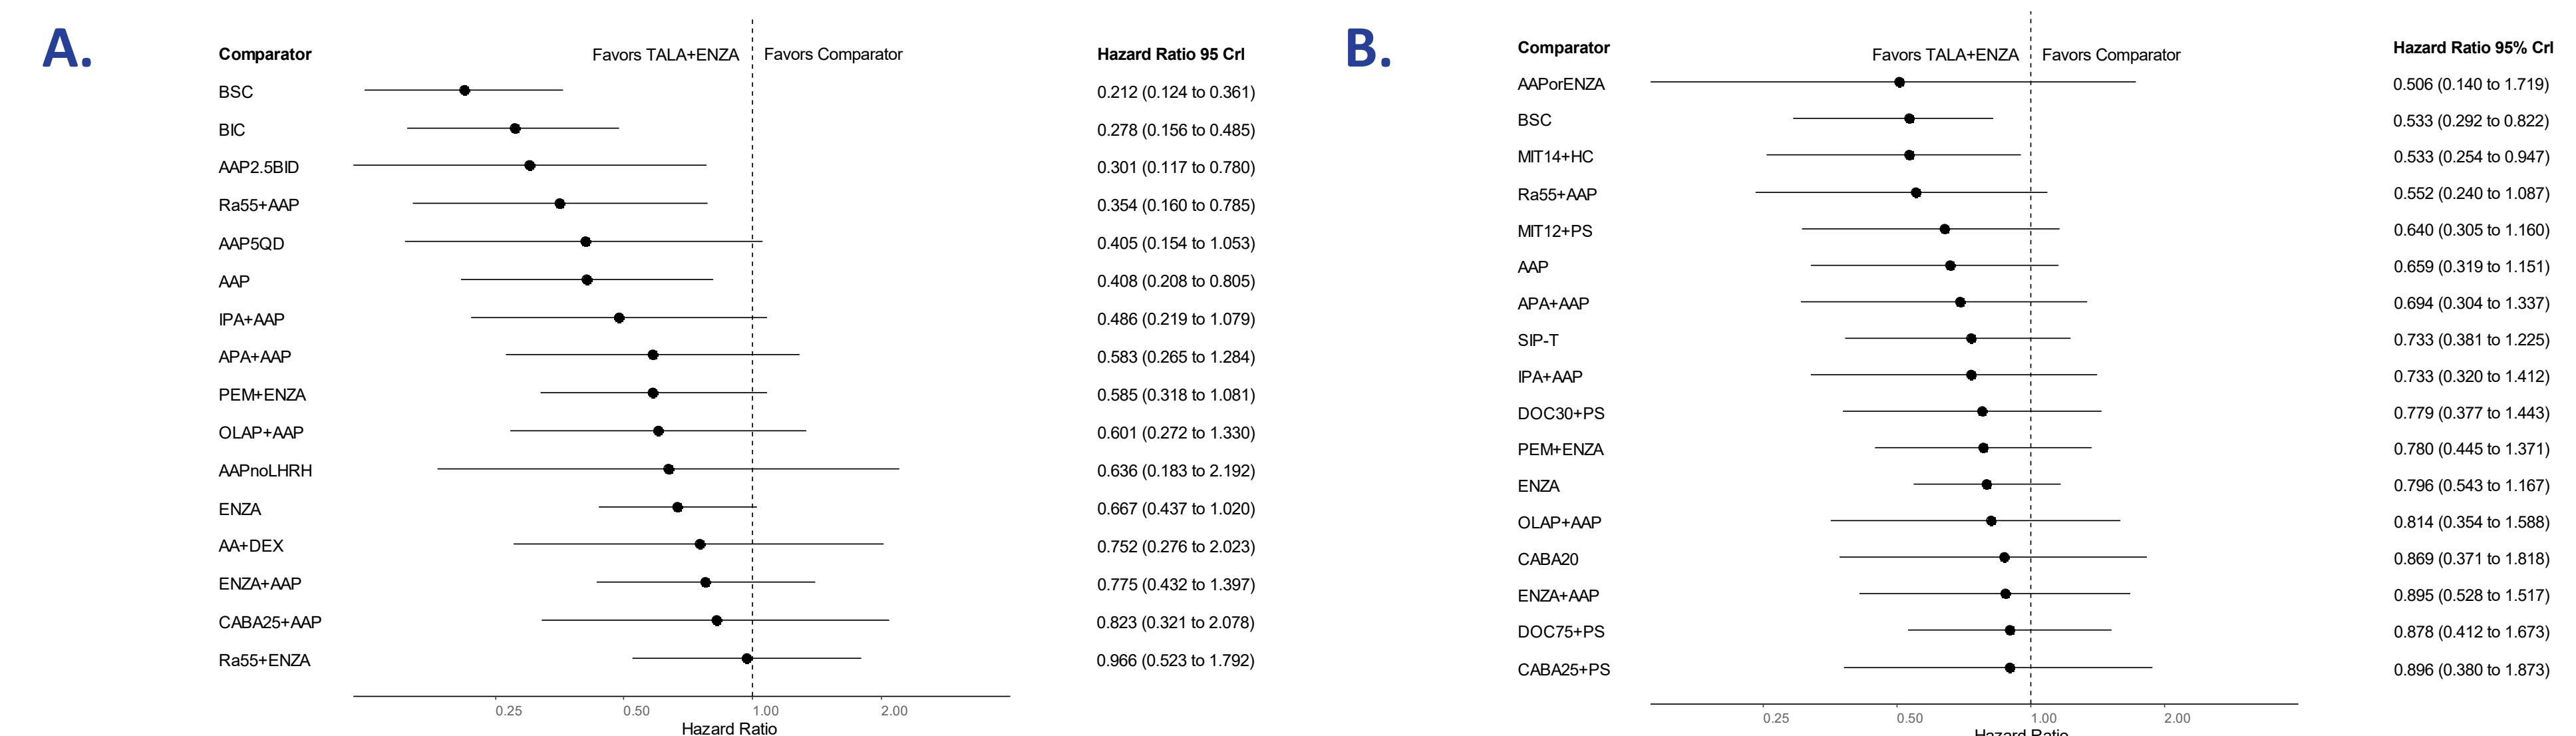 A.
Comparator Favors TALA+ENZA Favors Comparator Hazard Ratio 95 CrI
BSC 0.212 (0.124 to 0.361)
BIC 0.278 (0.156 to 0.485)
AAP2.5BID 0.301 (0.117 to 0.780)
Ra55+AAP 0.354 (0.160 to 0.785)
AAP5QD 0.405 (0.154 to 1.053)
AAP 0.408 (0.208 to 0.805)
IPA+AAP 0.486 (0.219 to 1.079)
APA+AAP 0.583 (0.265 to 1.284)
PEM+ENZA 0.585 (0.318 to 1.081)
OLAP+AAP 0.601 (0.272 to 1.330)
AAPnoLHRH 0.636 (0.183 to 2.192)
ENZA 0.667 (0.437 to 1.020)
AA+DEX 0.752 (0.276 to 2.023)
ENZA+AAP 0.775 (0.432 to 1.397)
CABA25+AAP 0.823 (0.321 to 2.078)
Ra55+ENZA 0.966 (0.523 to 1.792)
0.25 0.50 1.00 2.00
Hazard Ratio
B.
Comparator Favors TALA+ENZA Favors Comparator Hazard Ratio 95% CrI
AAPorENZA 0.506 (0.140 to 1.719)
BSC 0.533 (0.292 to 0.822)
MIT14+HC 0.533 (0.254 to 0.947)
Ra55+AAP 0.552 (0.240 to 1.087)
MIT12+PS 0.640 (0.305 to 1.160)
AAP 0.659 (0.319 to 1.151)
APA+AAP 0.694 (0.304 to 1.337)
SIP-T 0.733 (0.381 to 1.225)
IPA+AAP 0.733 (0.320 to 1.412)
DOC30+PS 0.779 (0.377 to 1.443)
PEM+ENZA 0.780 (0.445 to 1.371)
ENZA 0.796 (0.543 to 1.167)
OLAP+AAP 0.814 (0.354 to 1.588)
CABA20 0.869 (0.371 to 1.818)
ENZA+AAP 0.895 (0.528 to 1.517)
DOC75+PS 0.878 (0.412 to 1.673)
CABA25+PS 0.896 (0.380 to 1.873)
0.25 0.50 1.00 2.00
Hazard Ratio